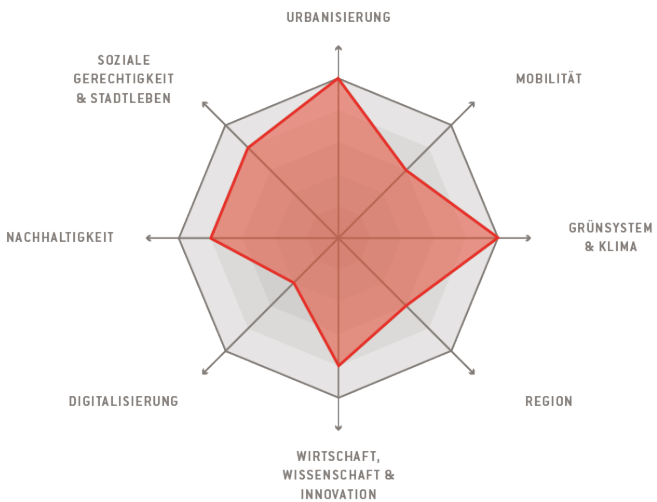 URBANISIERUNG
SOZIALE
GERECHTIGKEIT
& STADTLEBEN
MOBILITÄT
NACHHALTIGKEIT
GRÜNSYSTEM
& KLIMA
DIGITALISIERUNG
REGION
WIRTSCHAFT,
WISSENSCHAFT &
INNOVATION